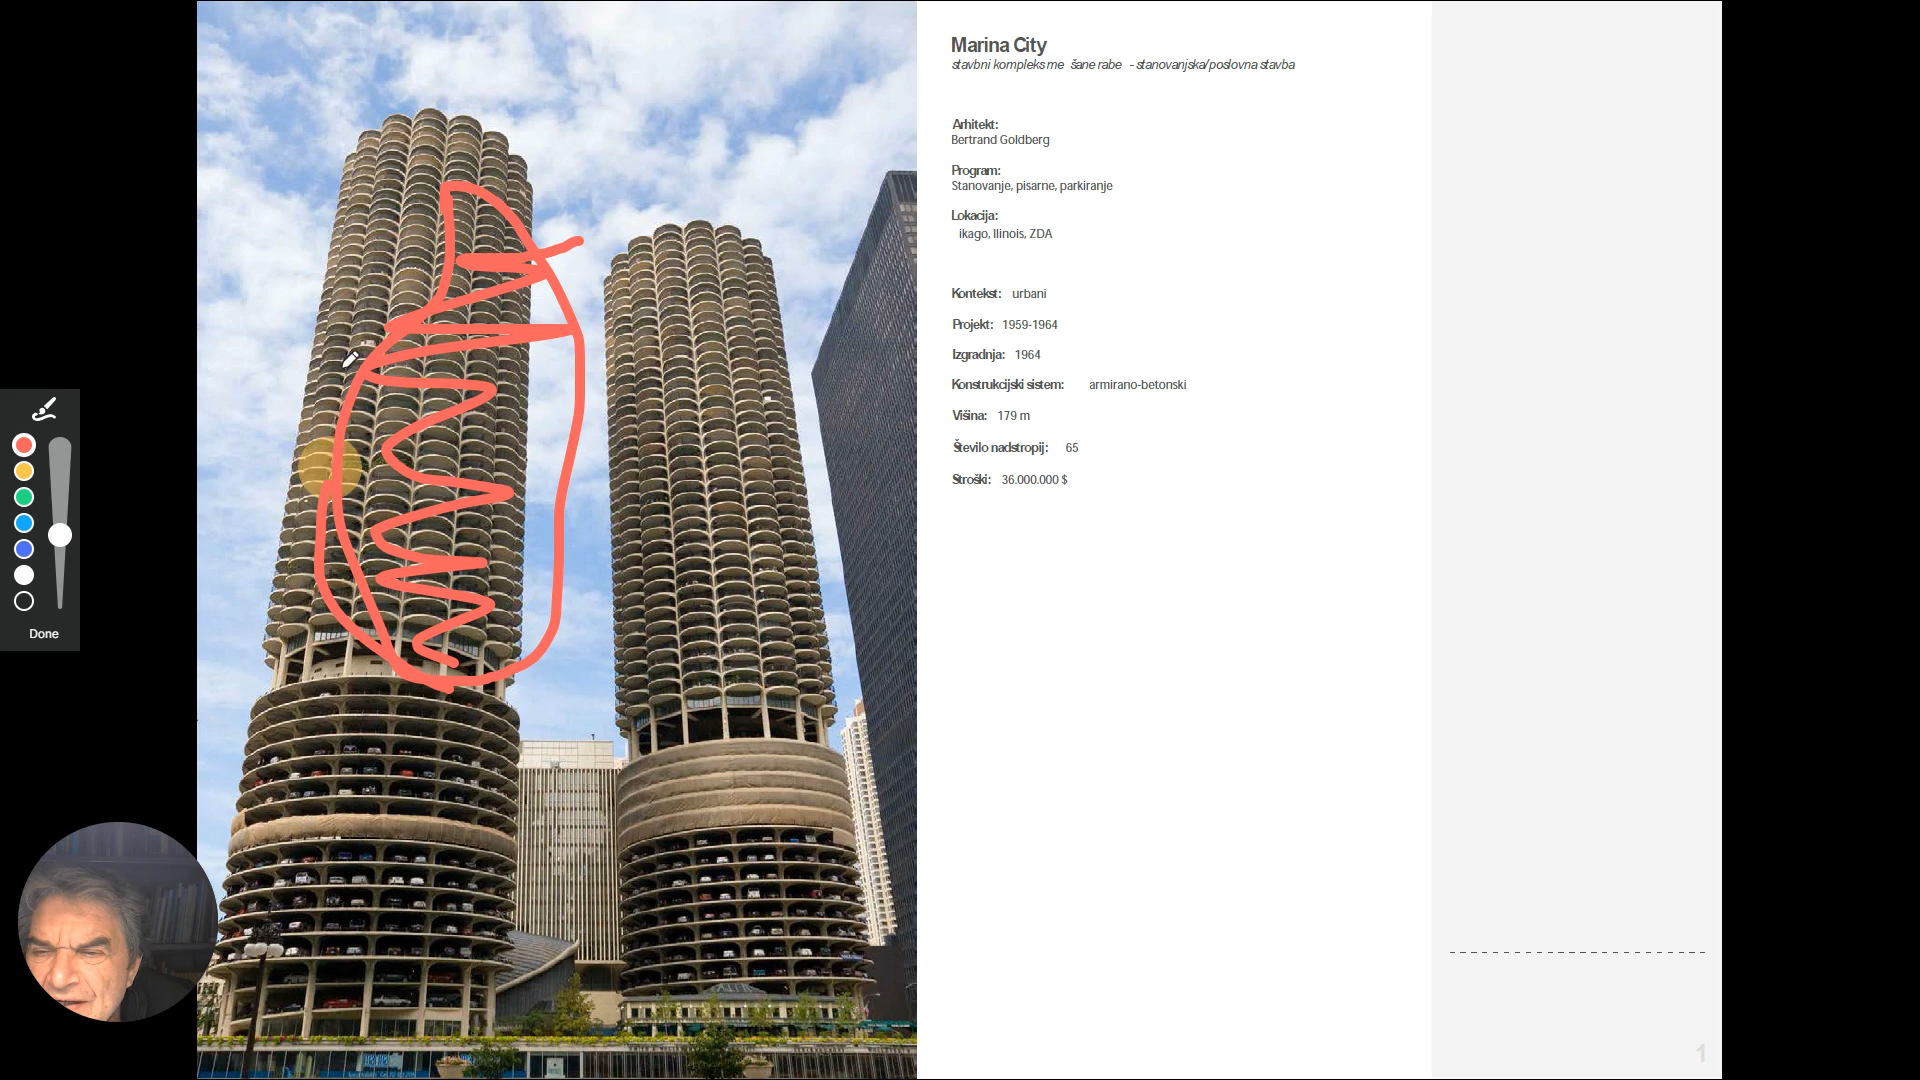 Marina City
stavbni kompleks me šane rabe - stanovanjska/poslovna stavba
Arhitekt:
Bertrand Goldberg
Program:
Stanovanje, pisarne, parkiranje
Lokacija:
ikago, Ilinois, ZDA
Kontekst: urbani
Projekt: 1959-1964
Izgradnja: 1964
Konstrukcijski sistem: armirano-betonski
Višina: 179 m
Število nadstropij: 65
Stroški: 36.000.000 $
Done
1